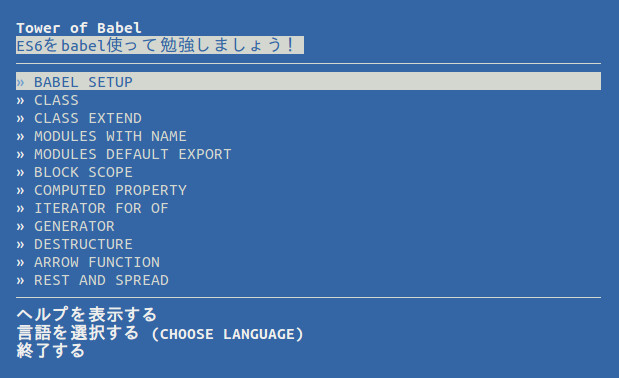 Tower of Babel
ES6をbabel使って勉強しましょう！
» BABEL SETUP
» CLASS
» CLASS EXTEND
» MODULES WITH NAME
» MODULES DEFAULT EXPORT
» BLOCK SCOPE
» COMPUTED PROPERTY
» ITERATOR FOR OF
» GENERATOR
» DESTRUCTURE
» ARROW FUNCTION
» REST AND SPREAD
ヘルプを表示する
言語を選択する (CHOOSE LANGUAGE)
終了する